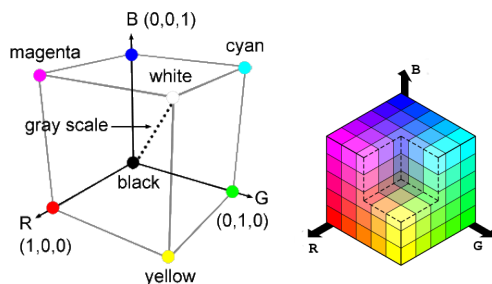 B (0,0,1)
magenta
cyan
white
gray scale
black
R
(1,0,0)
G
(0,1,0)
yellow
B
R
G